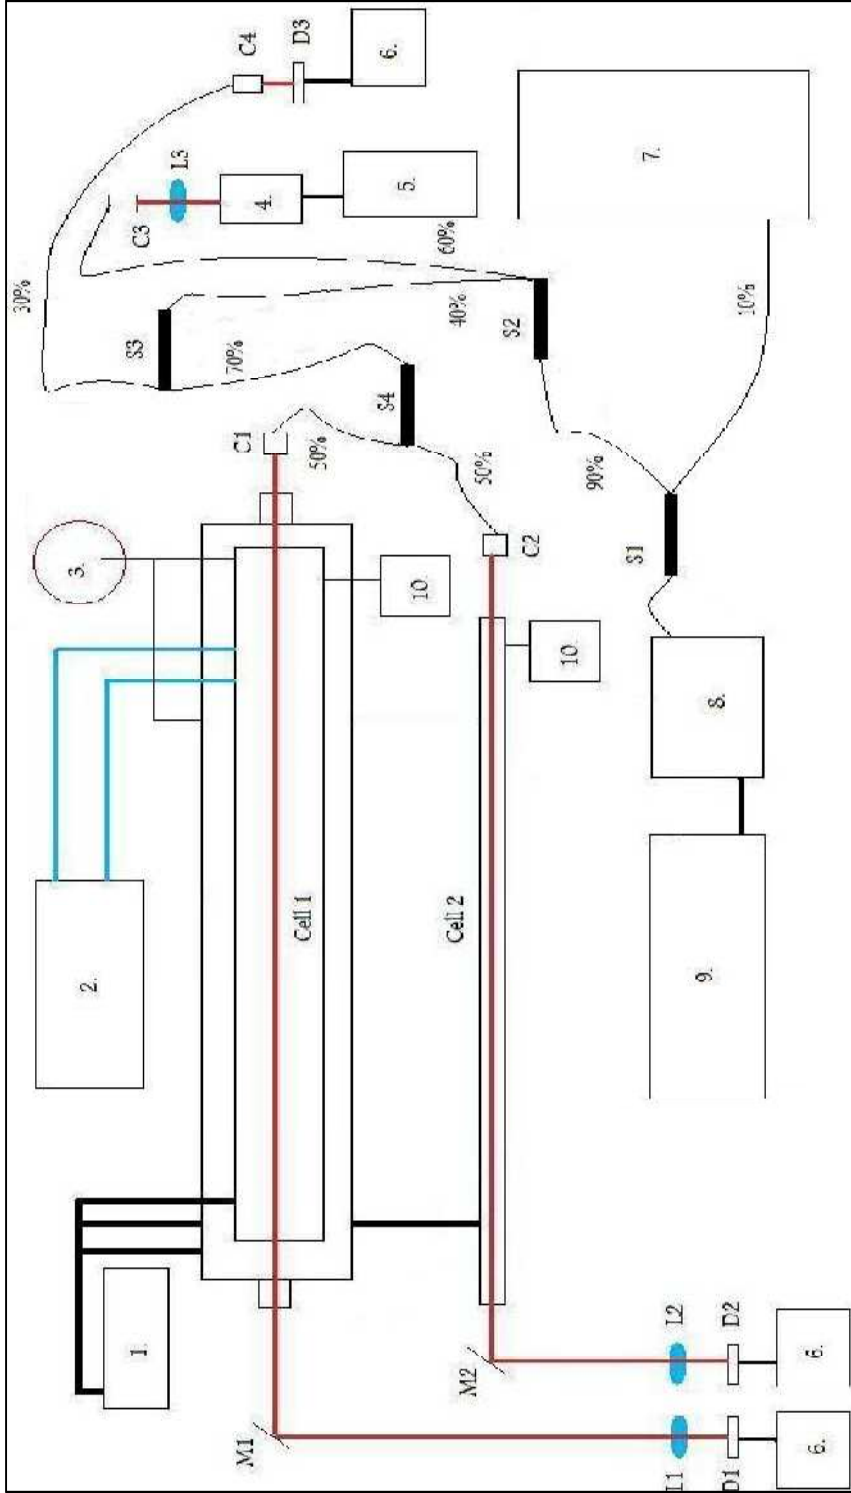 30%
1.
2.
3.
S3
C3
L3
M1
C1
C4
70%
4.
D3
Cell 1
50%
S4
6.
10.
5.
M2
Cell 2
50%
40%
60%
C2
S2
10.
90%
S1
7.
L1
L2
9.
8.
10%
D1
D2
6.
6.